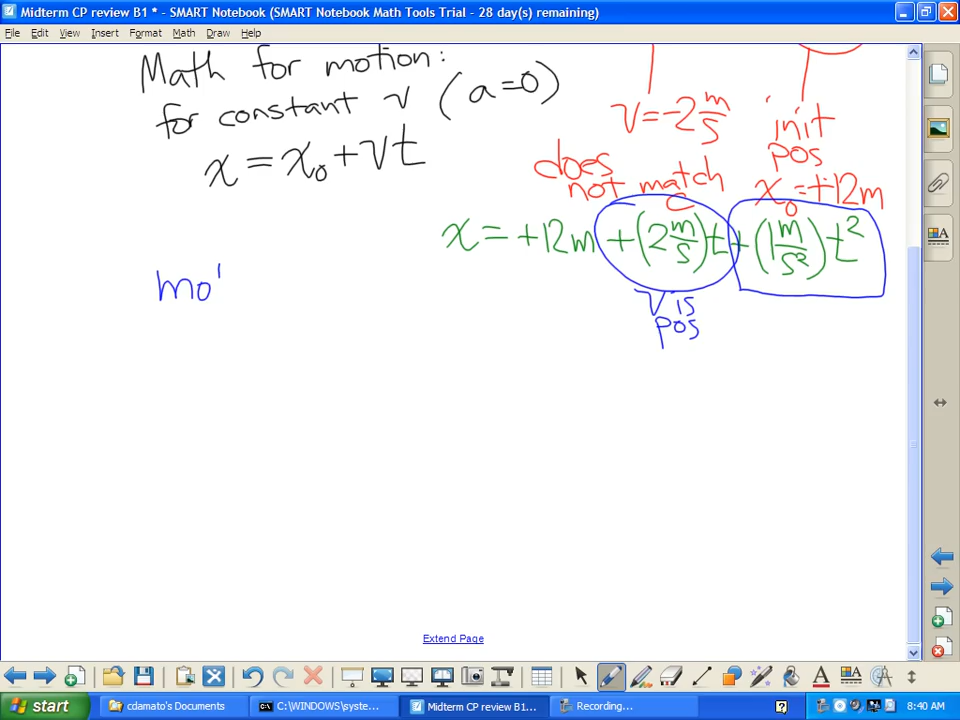 Midterm CP review B1 * - SMART Notebook (SMART Notebook Math Tools Trial - 28 day(s) remaining)
File Edit View Insert Format Math Draw Help
Math for motion:
for constant v (a=0)
x = x₀ + vt
v = -2 m/s
init
pos
x₀ = +12m
does
not match
x = +12m + (2 m/s)t + (1 m/s²)t²
v is
pos
mo
Extend Page
start
cdamato's Documents
C:\WINDOWS\syste...
Midterm CP review B1...
Recording...
8:40 AM